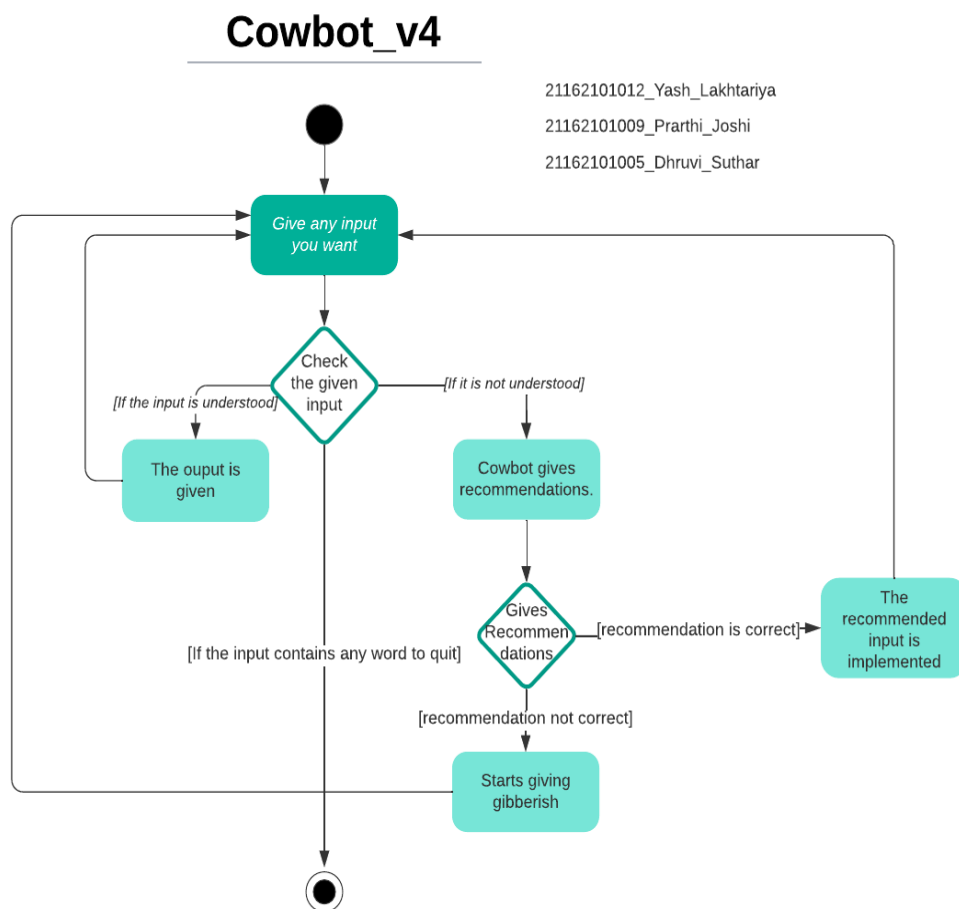 Cowbot_v4
21162101012_Yash_Lakhtariya
21162101009_Prarthi_Joshi
21162101005_Dhruvi_Suthar
Give any input
you want
Check
the given
input
[If the input is understood]
[If it is not understood]
The ouput is
given
Cowbot gives
recommendations.
Gives
Recommen
dations
[recommendation is correct]
The
recommended
input is
implemented
[If the input contains any word to quit]
[recommendation not correct]
Starts giving
gibberish